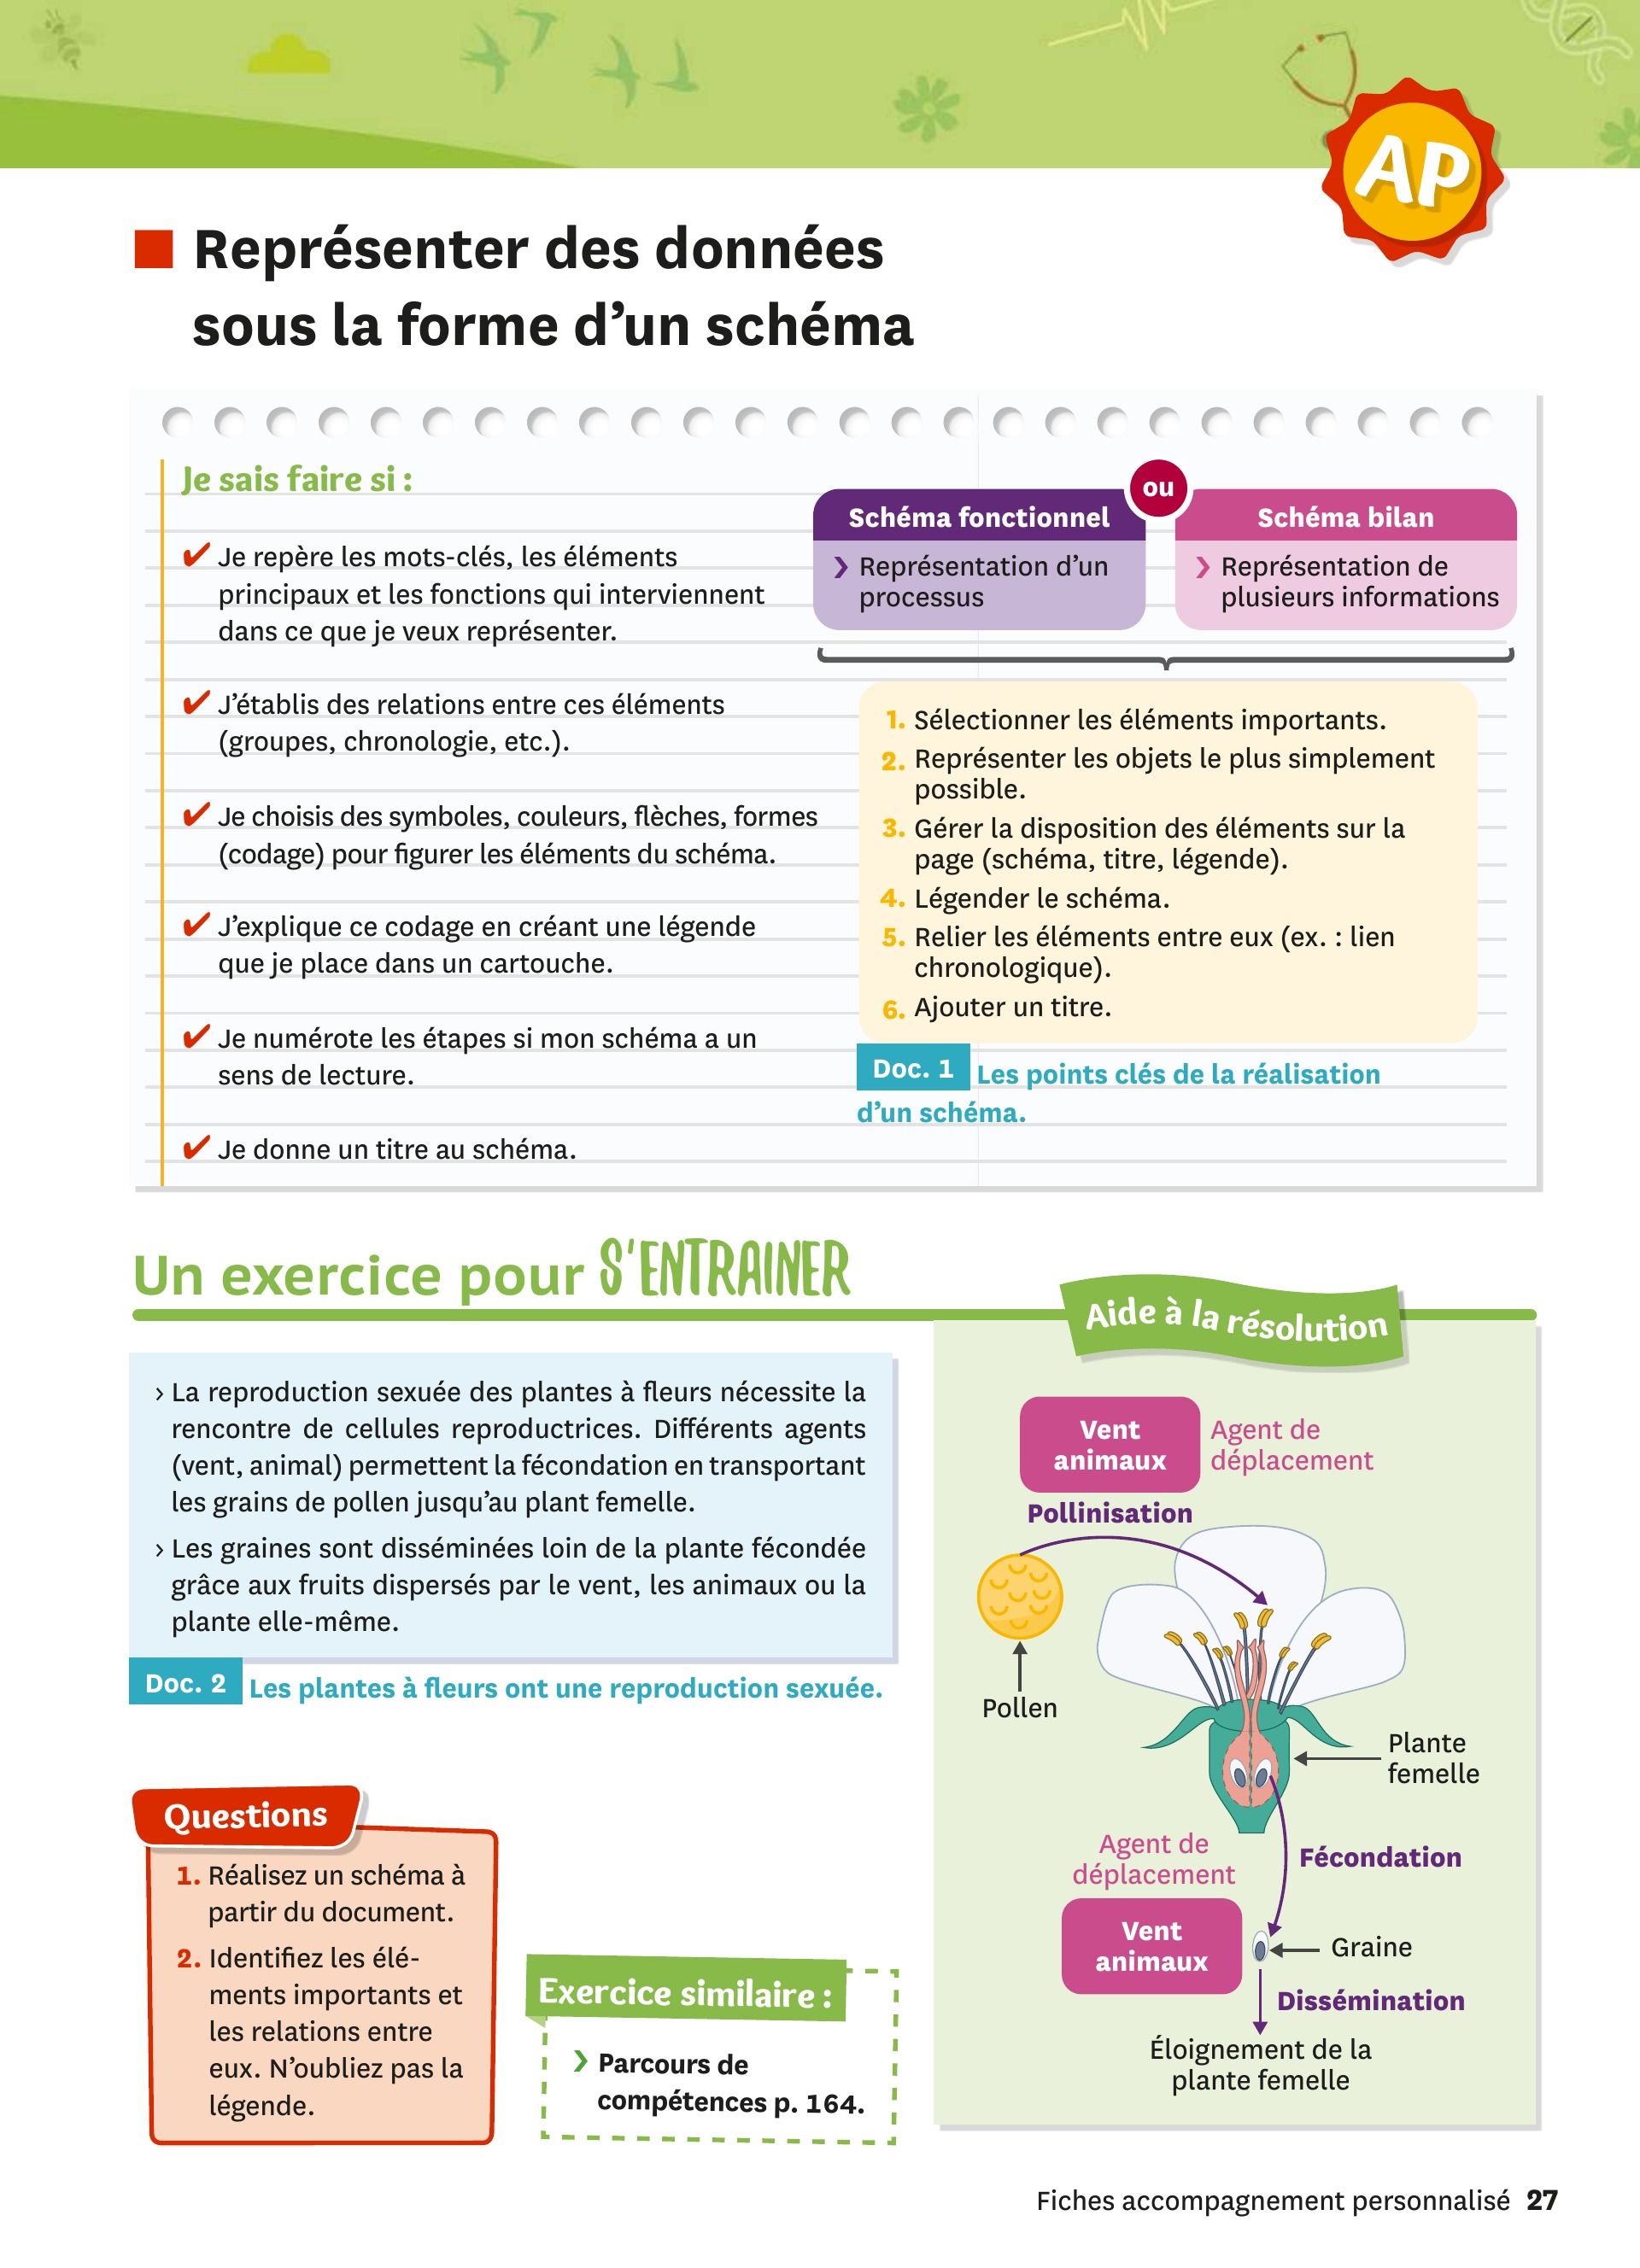 AP
Représenter des données
sous la forme d'un schéma
Je sais faire si :
✔ Je repère les mots-clés, les éléments
principaux et les fonctions qui interviennent
dans ce que je veux représenter.
✔ J'établis des relations entre ces éléments
(groupes, chronologie, etc.).
✔ Je choisis des symboles, couleurs, flèches, formes
(codage) pour figurer les éléments du schéma.
✔ J'explique ce codage en créant une légende
que je place dans un cartouche.
✔ Je numérote les étapes si mon schéma a un
sens de lecture.
✔ Je donne un titre au schéma.
Schéma fonctionnel
› Représentation d'un
processus
ou
Schéma bilan
› Représentation de
plusieurs informations
1. Sélectionner les éléments importants.
2. Représenter les objets le plus simplement
possible.
3. Gérer la disposition des éléments sur la
page (schéma, titre, légende).
4. Légender le schéma.
5. Relier les éléments entre eux (ex. : lien
chronologique).
6. Ajouter un titre.
Doc. 1 Les points clés de la réalisation
d'un schéma.
Un exercice pour S'ENTRAINER
› La reproduction sexuée des plantes à fleurs nécessite la
rencontre de cellules reproductrices. Différents agents
(vent, animal) permettent la fécondation en transportant
les grains de pollen jusqu'au plant femelle.
› Les graines sont disséminées loin de la plante fécondée
grâce aux fruits dispersés par le vent, les animaux ou la
plante elle-même.
Doc. 2 Les plantes à fleurs ont une reproduction sexuée.
Questions
1. Réalisez un schéma à
partir du document.
2. Identifiez les élé-
ments importants et
les relations entre
eux. N'oubliez pas la
légende.
Exercice similaire :
› Parcours de
compétences p. 164.
Aide à la résolution
Vent
animaux
Agent de
déplacement
Pollinisation
Pollen
Plante
femelle
Agent de
déplacement
Fécondation
Vent
animaux
Graine
Dissémination
Éloignement de la
plante femelle
Fiches accompagnement personnalisé 27